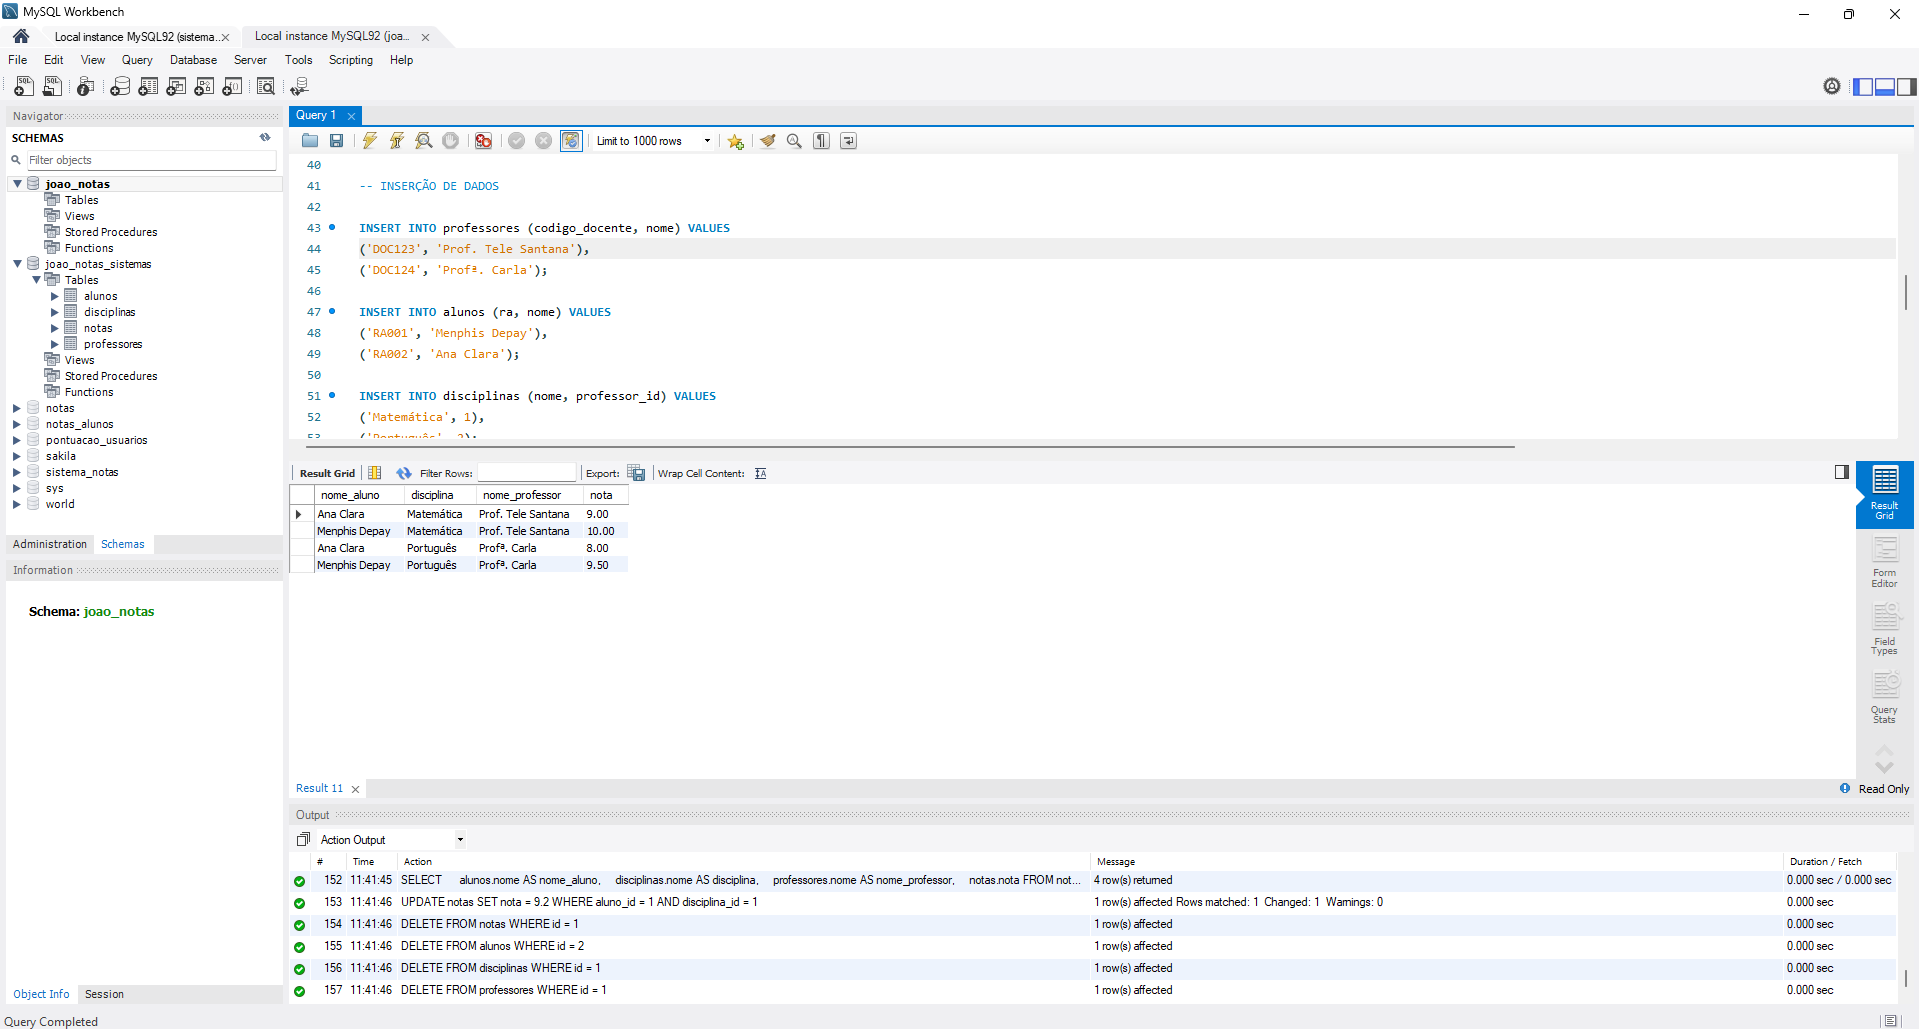 MySQL Workbench
Local instance MySQL92 (sistema...
Local instance MySQL92 (joa...
File Edit View Query Database Server Tools Scripting Help
Navigator
SCHEMAS
Filter objects
joao_notas
Tables
Views
Stored Procedures
Functions
joao_notas_sistemas
Tables
alunos
disciplinas
notas
professores
Views
Stored Procedures
Functions
notas
notas_alunos
pontuacao_usuarios
sakila
sistema_notas
sys
world
Administration Schemas
Information
Schema: joao_notas
Object Info Session
Query 1
Limit to 1000 rows
40
41 -- INSERÇÃO DE DADOS
42
43 INSERT INTO professores (codigo_docente, nome) VALUES
44 ('DOC123', 'Prof. Tele Santana'),
45 ('DOC124', 'Profª. Carla');
46
47 INSERT INTO alunos (ra, nome) VALUES
48 ('RA001', 'Menphis Depay'),
49 ('RA002', 'Ana Clara');
50
51 INSERT INTO disciplinas (nome, professor_id) VALUES
52 ('Matemática', 1),
53 ('Português', 2);
Result Grid Filter Rows: Export: Wrap Cell Content:
nome_aluno disciplina nome_professor nota
Ana Clara Matemática Prof. Tele Santana 9.00
Menphis Depay Matemática Prof. Tele Santana 10.00
Ana Clara Português Profª. Carla 8.00
Menphis Depay Português Profª. Carla 9.50
Result Grid
Form Editor
Field Types
Query Stats
Result 11
Read Only
Output
Action Output
# Time Action Message Duration / Fetch
152 11:41:45 SELECT alunos.nome AS nome_aluno, disciplinas.nome AS disciplina, professores.nome AS nome_professor, notas.nota FROM not... 4 row(s) returned 0.000 sec / 0.000 sec
153 11:41:46 UPDATE notas SET nota = 9.2 WHERE aluno_id = 1 AND disciplina_id = 1 1 row(s) affected Rows matched: 1 Changed: 1 Warnings: 0 0.000 sec
154 11:41:46 DELETE FROM notas WHERE id = 1 1 row(s) affected 0.000 sec
155 11:41:46 DELETE FROM alunos WHERE id = 2 1 row(s) affected 0.000 sec
156 11:41:46 DELETE FROM disciplinas WHERE id = 1 1 row(s) affected 0.000 sec
157 11:41:46 DELETE FROM professores WHERE id = 1 1 row(s) affected 0.000 sec
Query Completed